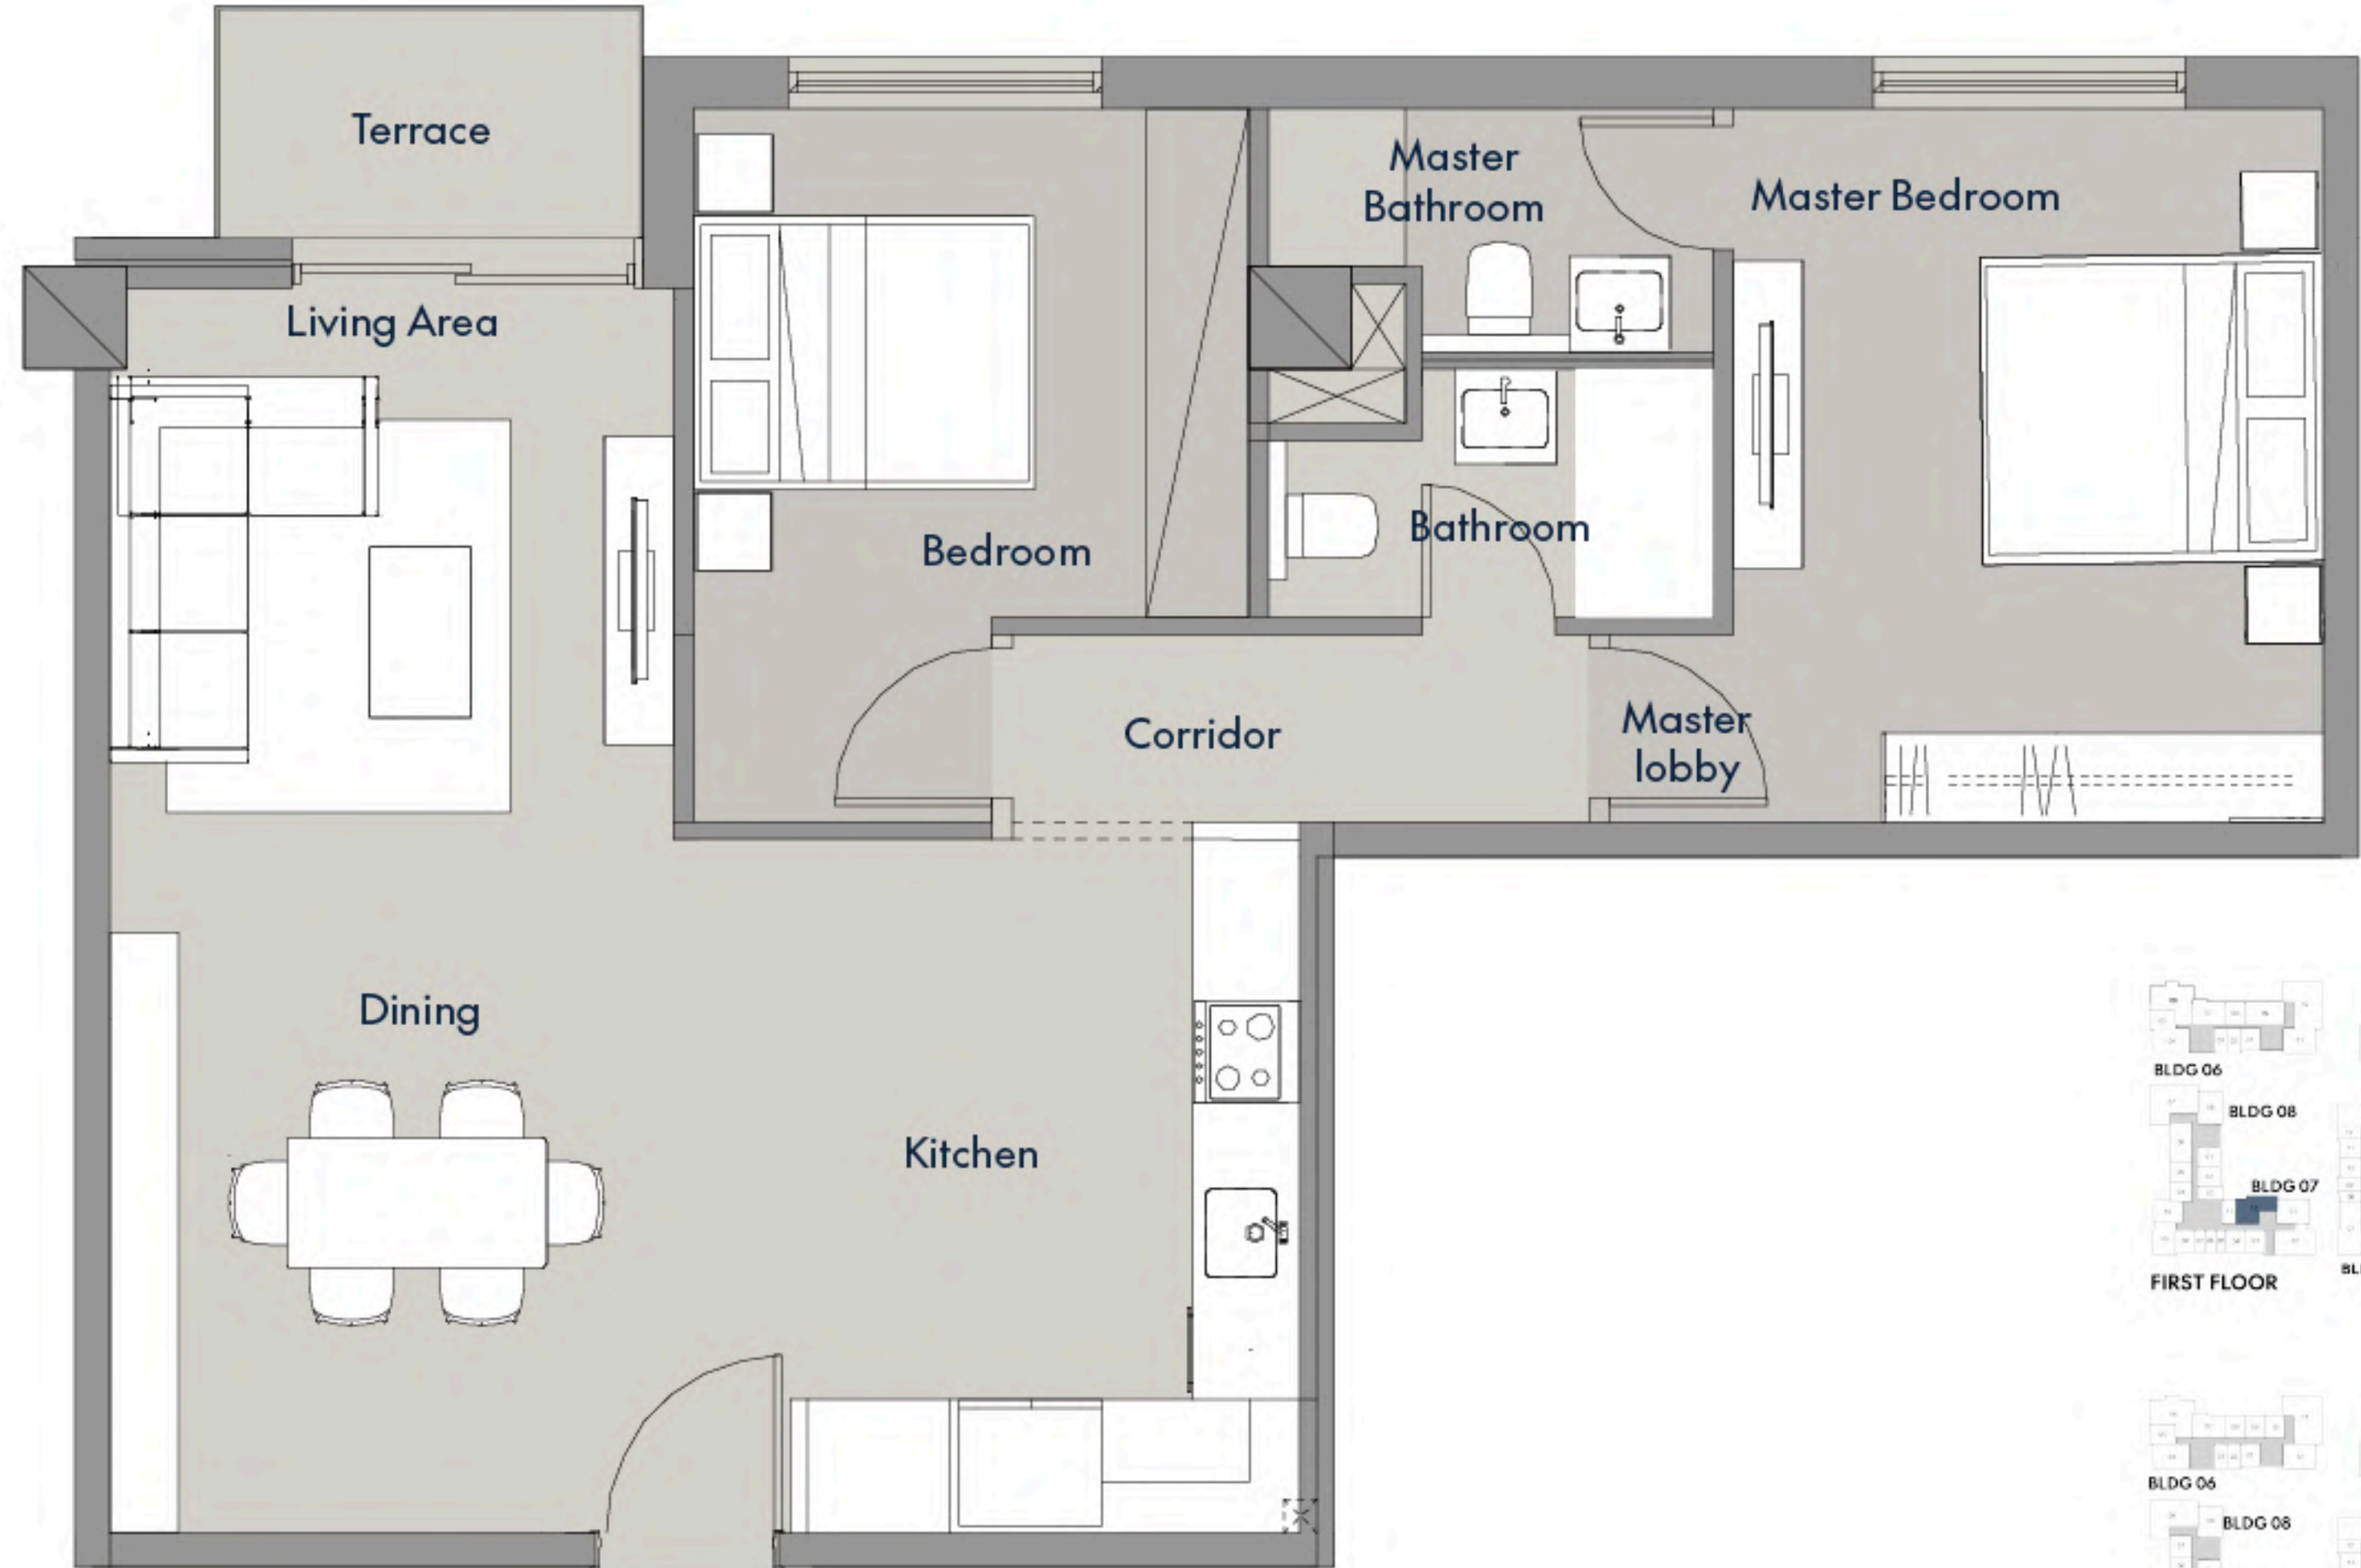 Terrace
Master
Bathroom
Master Bedroom
Living Area
Bathroom
Bedroom
Master
lobby
Corridor
Dining
Kitchen
BLDG 06
BLDG 08
BLDG 07
FIRST FLOOR
BL
BLDG 06
BLDG 08